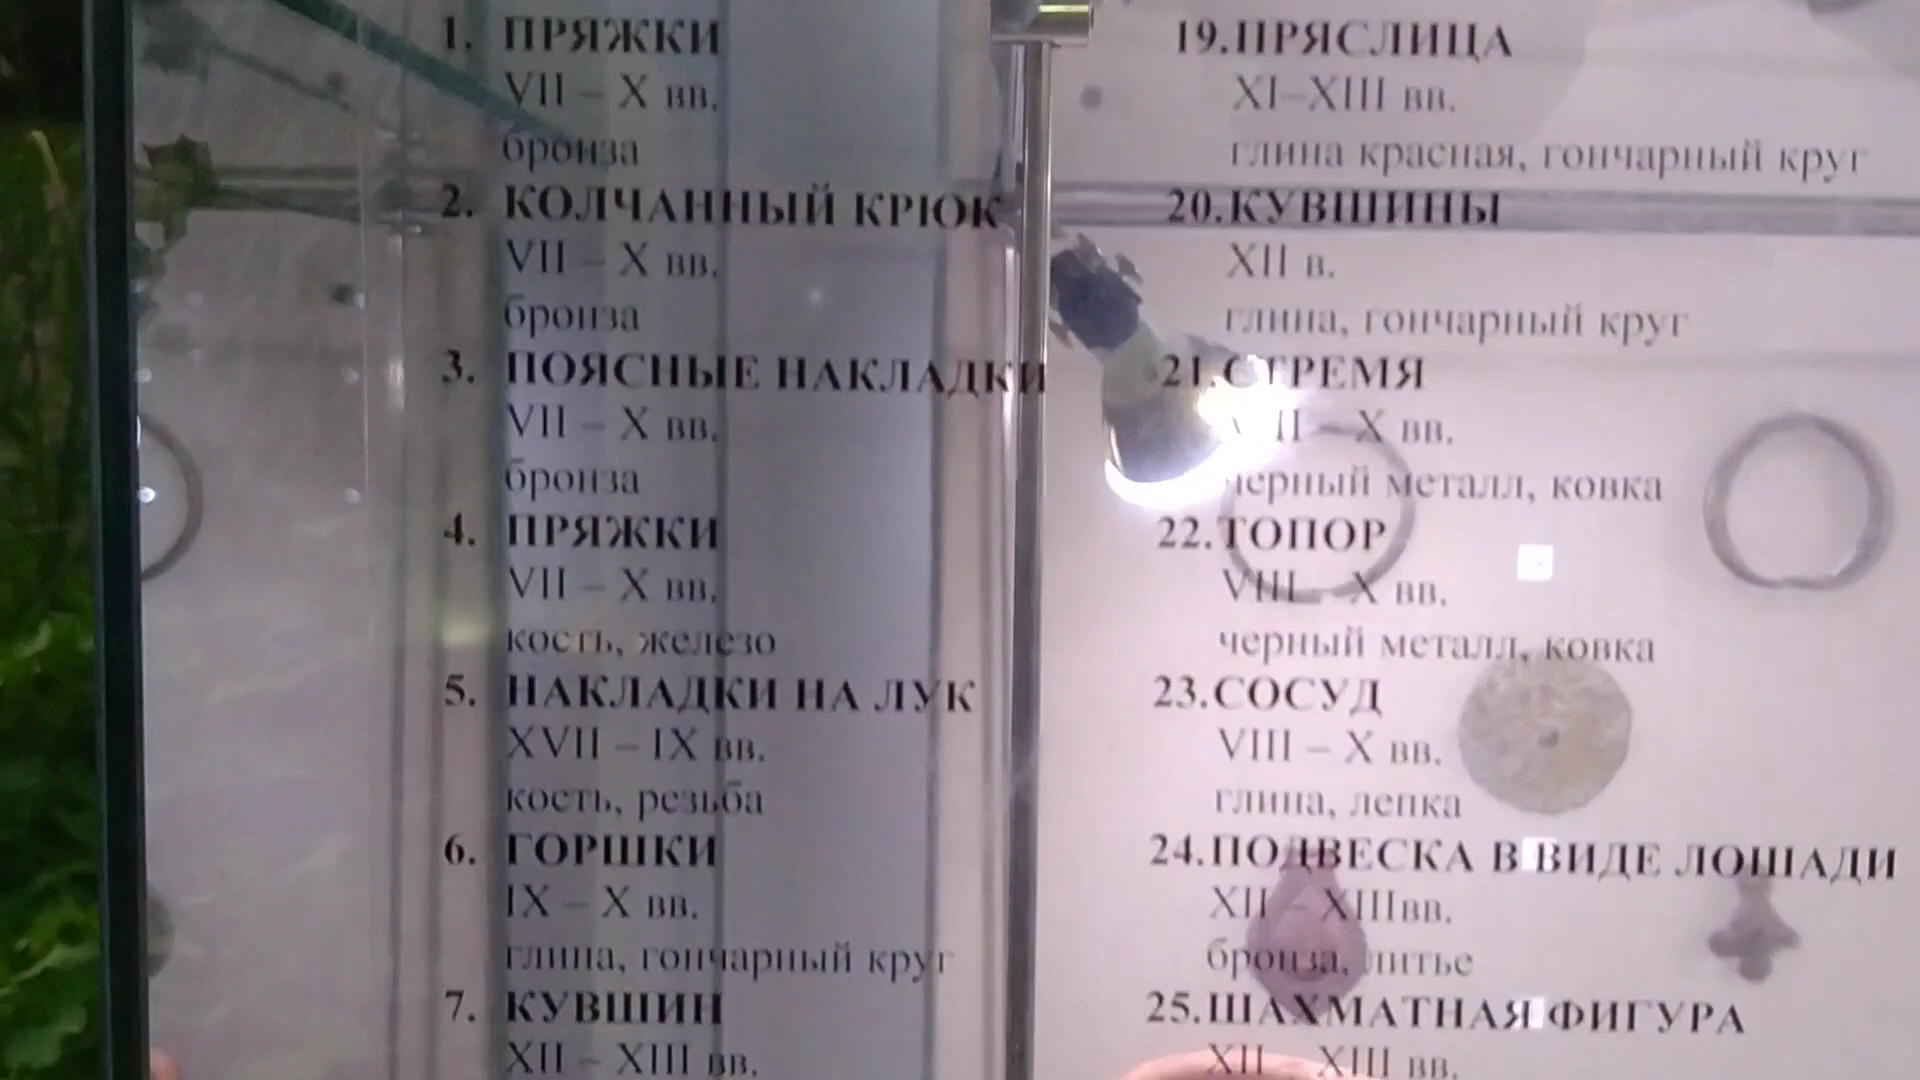 1. ПРЯЖКИ
VII – X вв.
бронза
2. КОЛЧАННЫЙ КРЮК
VII – X вв.
бронза
3. ПОЯСНЫЕ НАКЛАДКИ
VII – X вв.
бронза
4. ПРЯЖКИ
VII – X вв.
кость, железо
5. НАКЛАДКИ НА ЛУК
XVII – IX вв.
кость, резьба
6. ГОРШКИ
IX – X вв.
глина, гончарный круг
7. КУВШИН
XII – XIII вв.
19.ПРЯСЛИЦА
XI–XIII вв.
глина красная, гончарный круг
20.КУВШИНЫ
XII в.
глина, гончарный круг
21.СТРЕМЯ
– X вв.
черный металл, ковка
22.ТОПОР
VIII – X вв.
черный металл, ковка
23.СОСУД
VIII – X вв.
глина, лепка
24.ПОДВЕСКА В ВИДЕ ЛОШАДИ
XII – XIIIвв.
бронза, литье
25.ШАХМАТНАЯ ФИГУРА
XII – XIII вв.